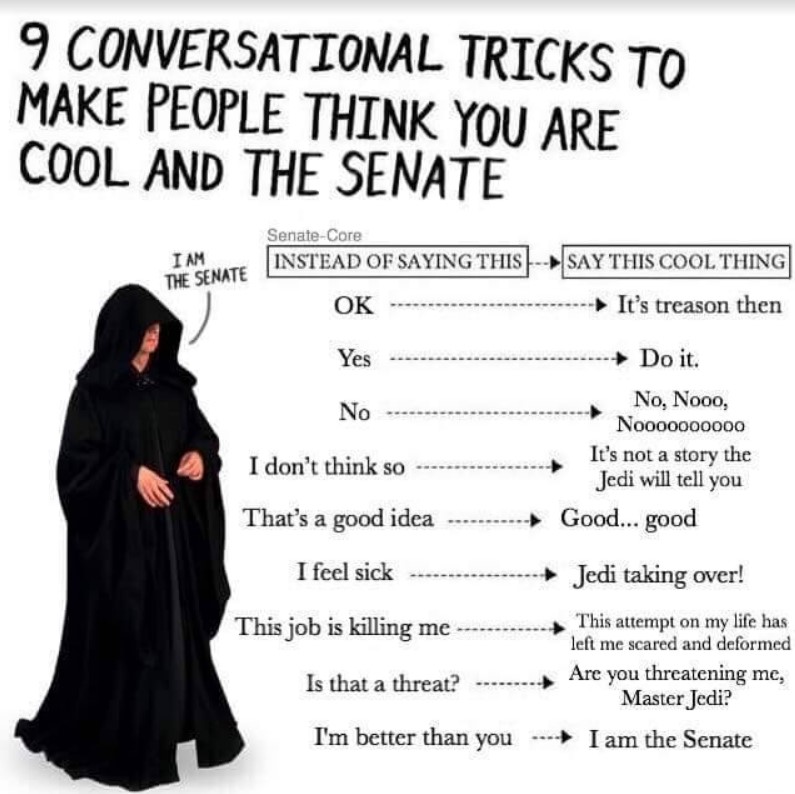 9 CONVERSATIONAL TRICKS TO
MAKE PEOPLE THINK YOU ARE
COOL AND THE SENATE
Senate-Core
I AM
THE SENATE
INSTEAD OF SAYING THIS SAY THIS COOL THING
OK It's treason then
Yes Do it.
No No, Nooo,
Noooooooooo
I don't think so It's not a story the
Jedi will tell you
That's a good idea Good... good
I feel sick Jedi taking over!
This job is killing me This attempt on my life has
left me scared and deformed
Is that a threat? Are you threatening me,
Master Jedi?
I'm better than you I am the Senate